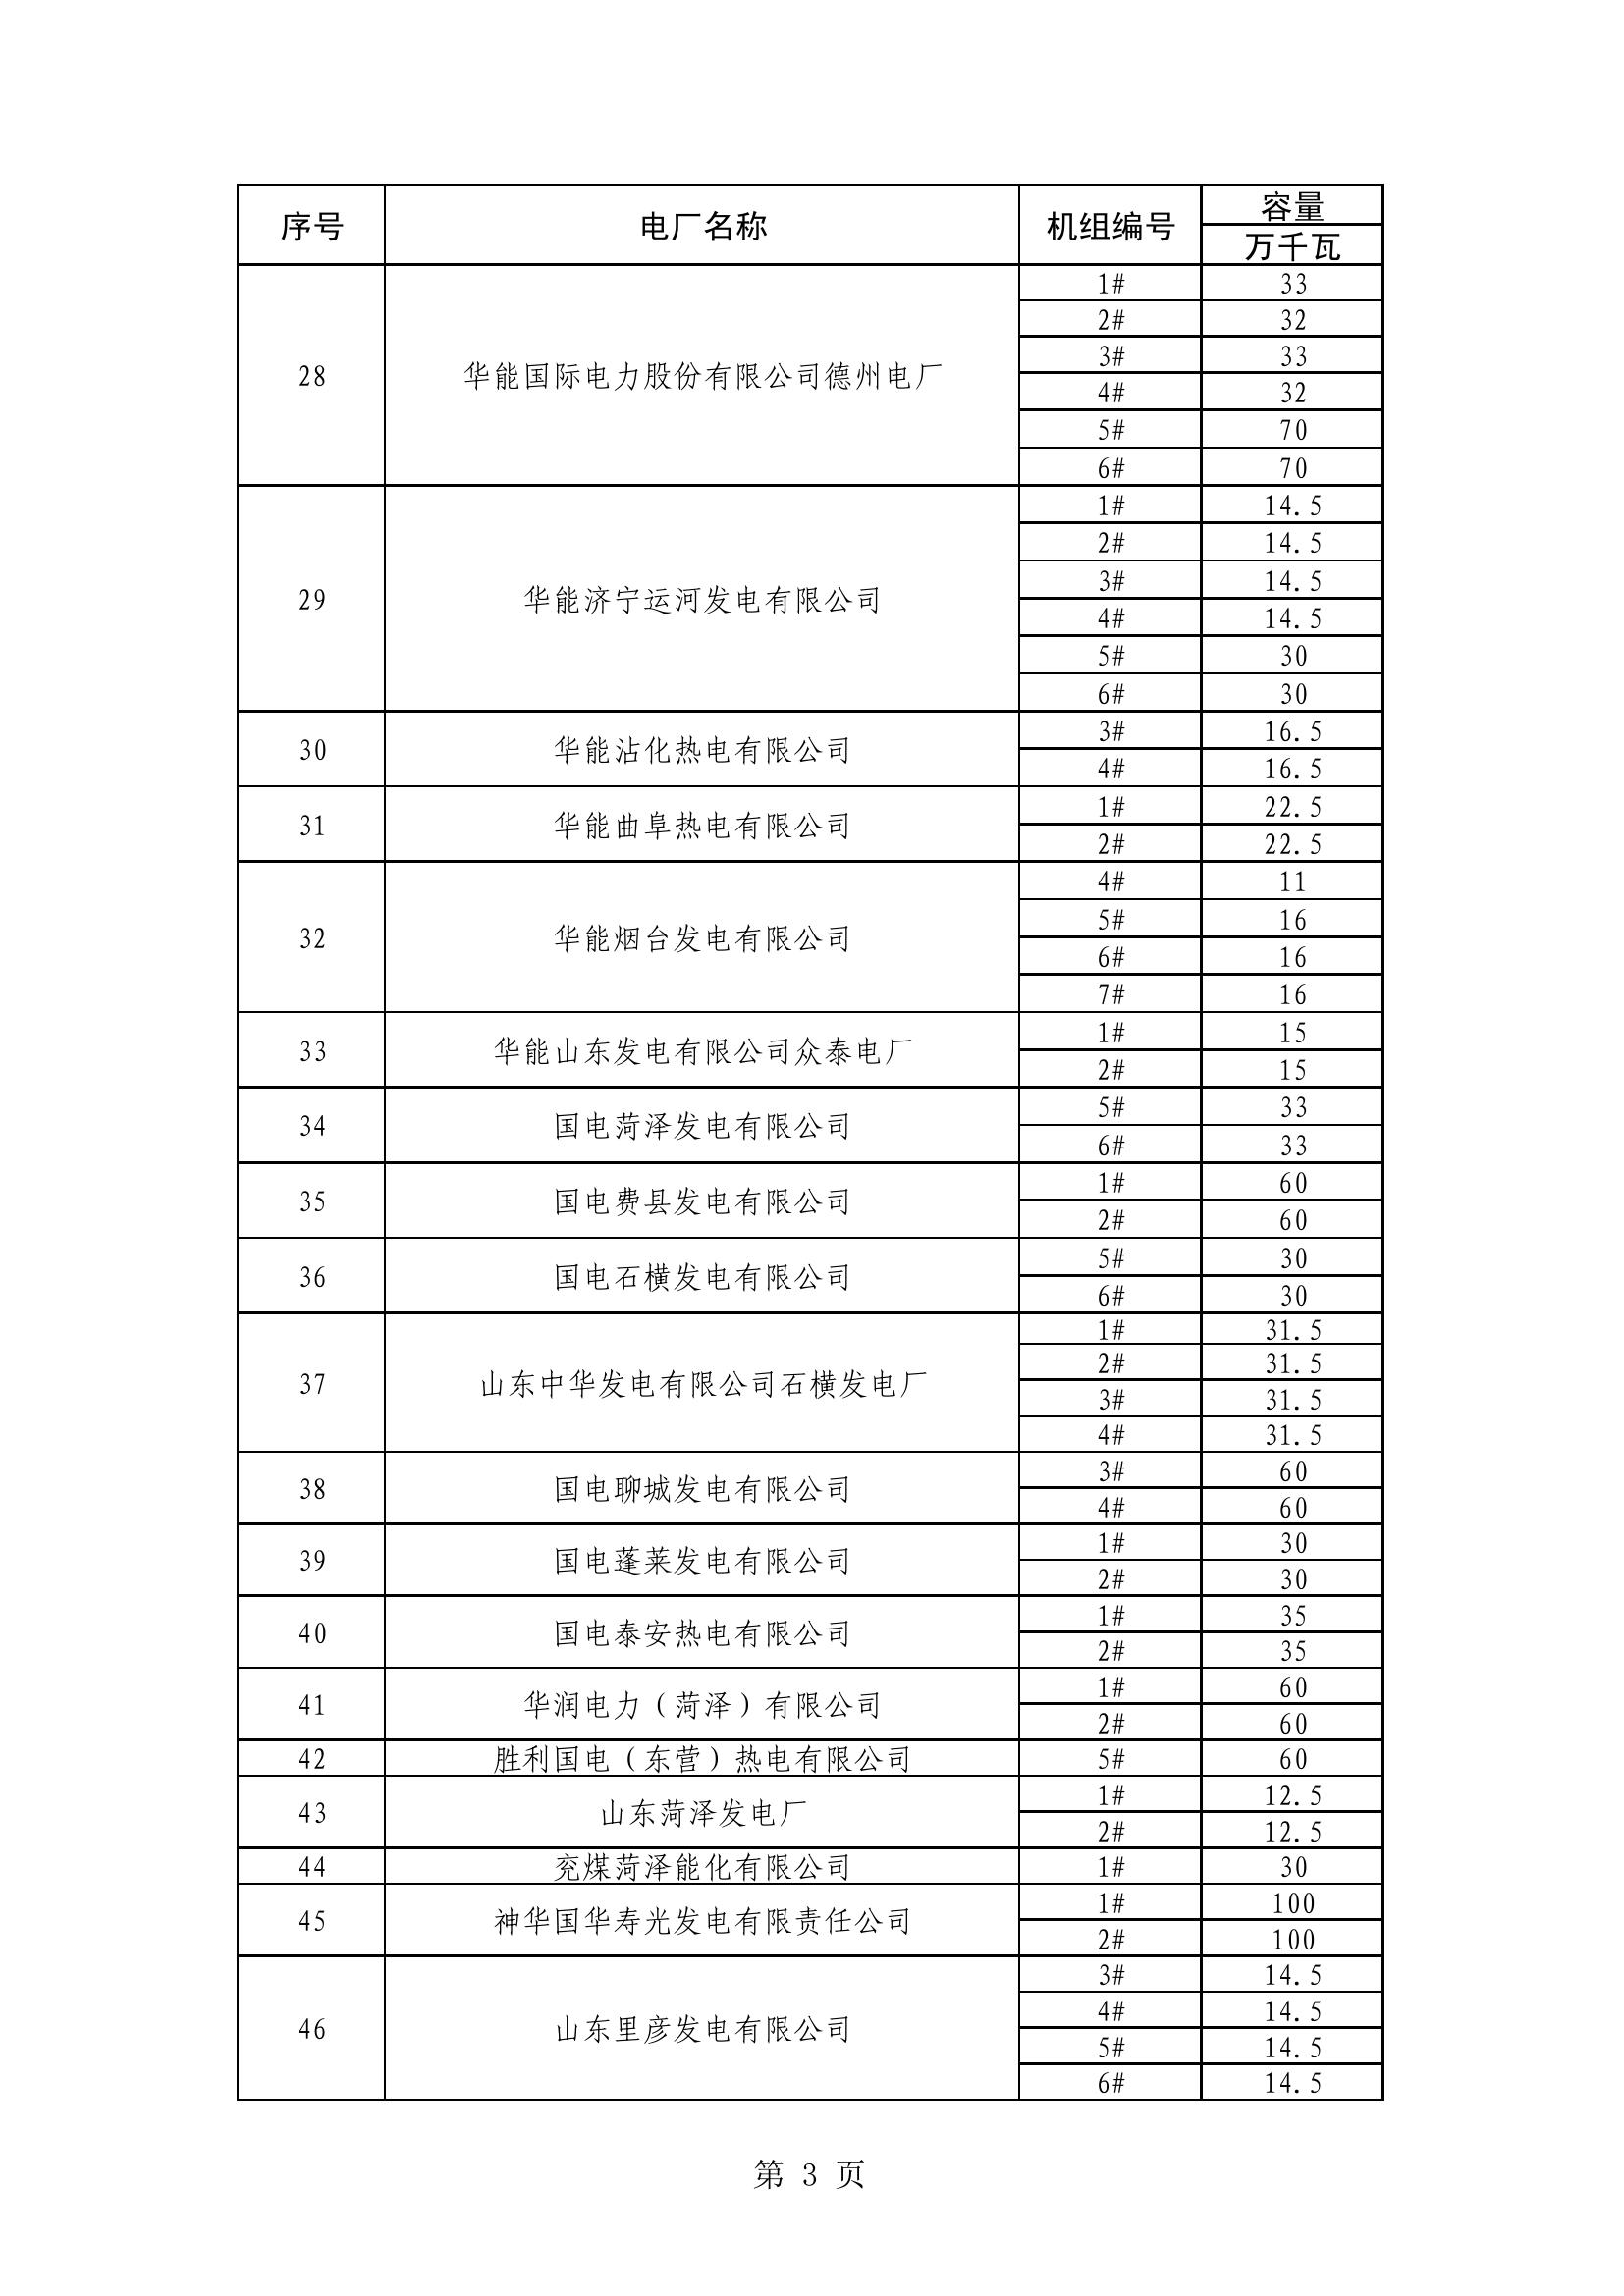 序号 电厂名称 机组编号 容量
万千瓦
28 华能国际电力股份有限公司德州电厂 1# 33
2# 32
3# 33
4# 32
5# 70
6# 70
29 华能济宁运河发电有限公司 1# 14.5
2# 14.5
3# 14.5
4# 14.5
5# 30
6# 30
30 华能沾化热电有限公司 3# 16.5
4# 16.5
31 华能曲阜热电有限公司 1# 22.5
2# 22.5
32 华能烟台发电有限公司 4# 11
5# 16
6# 16
7# 16
33 华能山东发电有限公司众泰电厂 1# 15
2# 15
34 国电菏泽发电有限公司 5# 33
6# 33
35 国电费县发电有限公司 1# 60
2# 60
36 国电石横发电有限公司 5# 30
6# 30
37 山东中华发电有限公司石横发电厂 1# 31.5
2# 31.5
3# 31.5
4# 31.5
38 国电聊城发电有限公司 3# 60
4# 60
39 国电蓬莱发电有限公司 1# 30
2# 30
40 国电泰安热电有限公司 1# 35
2# 35
41 华润电力（菏泽）有限公司 1# 60
2# 60
42 胜利国电（东营）热电有限公司 5# 60
43 山东菏泽发电厂 1# 12.5
2# 12.5
44 兖煤菏泽能化有限公司 1# 30
45 神华国华寿光发电有限责任公司 1# 100
2# 100
46 山东里彦发电有限公司 3# 14.5
4# 14.5
5# 14.5
6# 14.5
第 3 页